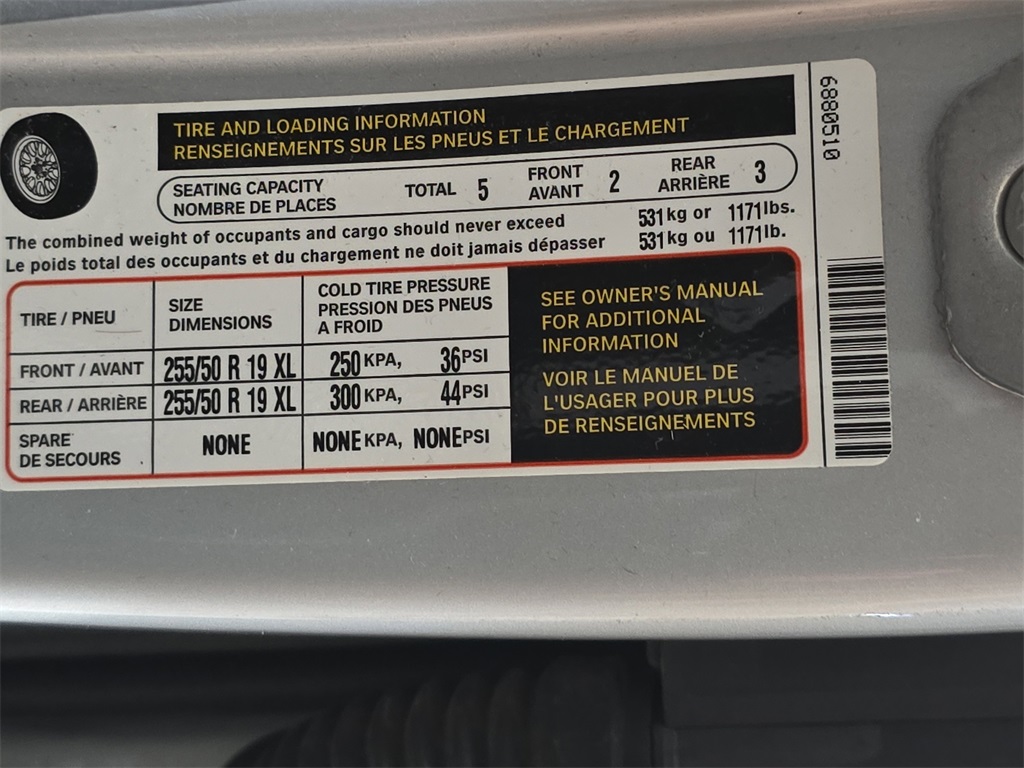 TIRE AND LOADING INFORMATION
RENSEIGNEMENTS SUR LES PNEUS ET LE CHARGEMENT
SEATING CAPACITY
NOMBRE DE PLACES
TOTAL 5
FRONT
AVANT
2
REAR
ARRIÈRE
3
The combined weight of occupants and cargo should never exceed 531 kg or 1171 lbs.
Le poids total des occupants et du chargement ne doit jamais dépasser 531 kg ou 1171 lb.
TIRE / PNEU
SIZE
DIMENSIONS
COLD TIRE PRESSURE
PRESSION DES PNEUS
A FROID
FRONT / AVANT 255/50 R 19 XL 250 KPA, 36 PSI
REAR / ARRIÈRE 255/50 R 19 XL 300 KPA, 44 PSI
SPARE
DE SECOURS
NONE
NONE KPA, NONE PSI
SEE OWNER'S MANUAL
FOR ADDITIONAL
INFORMATION
VOIR LE MANUEL DE
L'USAGER POUR PLUS
DE RENSEIGNEMENTS
6880510